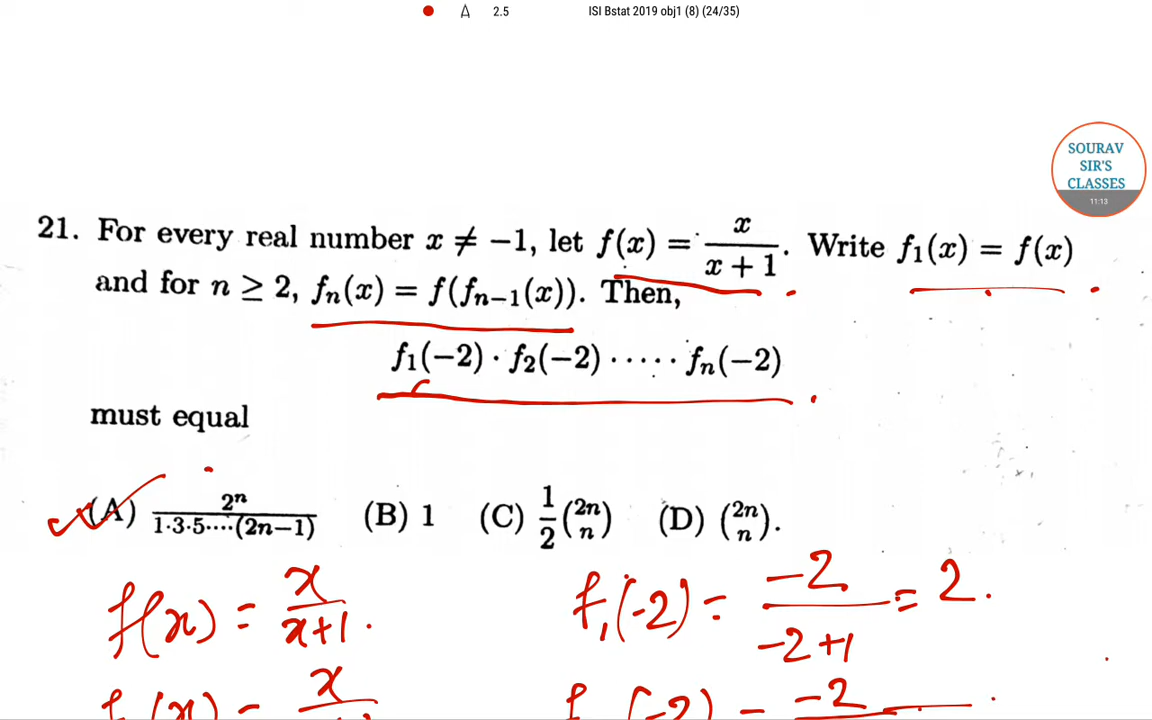 A 2.5 ISI Bstat 2019 obj1 (8) (24/35)
SOURAV
SIR'S
CLASSES
11:13
21. For every real number x ≠ −1, let f(x) = x/(x + 1). Write f₁(x) = f(x)
and for n ≥ 2, fₙ(x) = f(fₙ₋₁(x)). Then,
f₁(−2) · f₂(−2) · · · · · fₙ(−2)
must equal
(A) 2ⁿ/(1·3·5····(2n−1)) (B) 1 (C) ½(2n n) (D) (2n n).
f(x) = x/(x+1). f₁(-2) = -2/(-2+1) = 2.